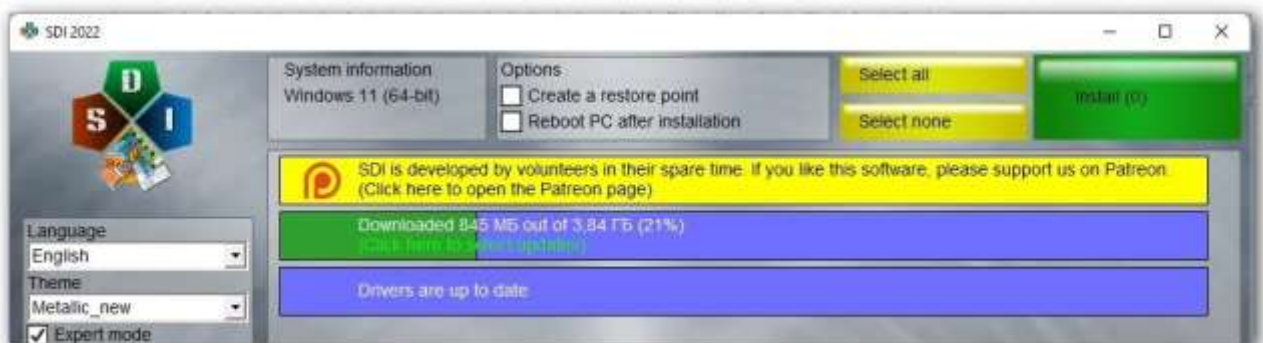 SDI 2022
D
S I
System information
Windows 11 (64-bit)
Options
Create a restore point
Reboot PC after installation
Select all
Select none
Install (0)
SDI is developed by volunteers in their spare time. If you like this software, please support us on Patreon.
(Click here to open the Patreon page)
Downloaded 845 МБ out of 3,84 ГБ (21%)
(Click here to select updates)
Drivers are up to date
Language
English
Theme
Metallic_new
Expert mode